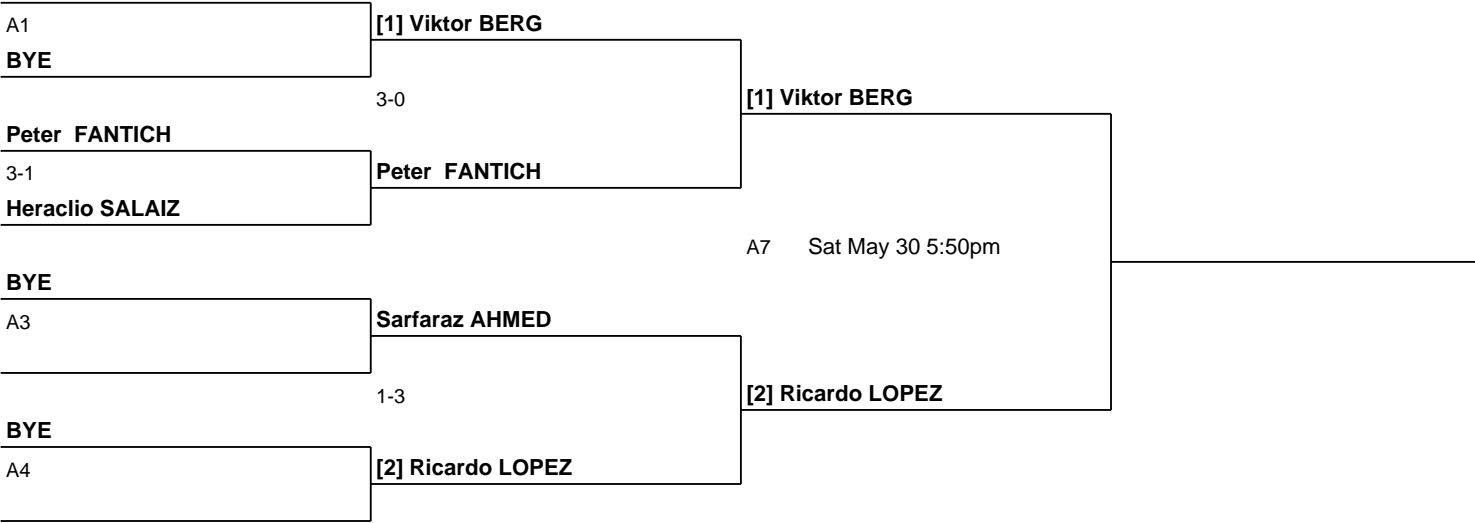 A1
[1] Viktor BERG
BYE
3-0
[1] Viktor BERG
Peter  FANTICH
3-1
Peter  FANTICH
Heraclio SALAIZ
A7 Sat May 30 5:50pm
BYE
A3
Sarfaraz AHMED
1-3
[2] Ricardo LOPEZ
BYE
A4
[2] Ricardo LOPEZ